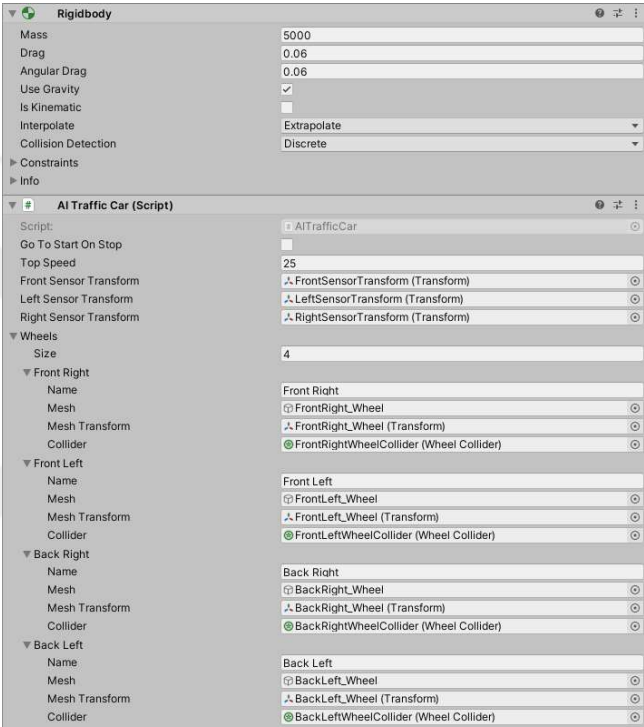 Rigidbody
Mass 5000
Drag 0.06
Angular Drag 0.06
Use Gravity
Is Kinematic
Interpolate Extrapolate
Collision Detection Discrete
Constraints
Info
# AI Traffic Car (Script)
Script: AITrafficCar
Go To Start On Stop
Top Speed 25
Front Sensor Transform FrontSensorTransform (Transform)
Left Sensor Transform LeftSensorTransform (Transform)
Right Sensor Transform RightSensorTransform (Transform)
Wheels
Size 4
Front Right
Name Front Right
Mesh FrontRight_Wheel
Mesh Transform FrontRight_Wheel (Transform)
Collider FrontRightWheelCollider (Wheel Collider)
Front Left
Name Front Left
Mesh FrontLeft_Wheel
Mesh Transform FrontLeft_Wheel (Transform)
Collider FrontLeftWheelCollider (Wheel Collider)
Back Right
Name Back Right
Mesh BackRight_Wheel
Mesh Transform BackRight_Wheel (Transform)
Collider BackRightWheelCollider (Wheel Collider)
Back Left
Name Back Left
Mesh BackLeft_Wheel
Mesh Transform BackLeft_Wheel (Transform)
Collider BackLeftWheelCollider (Wheel Collider)